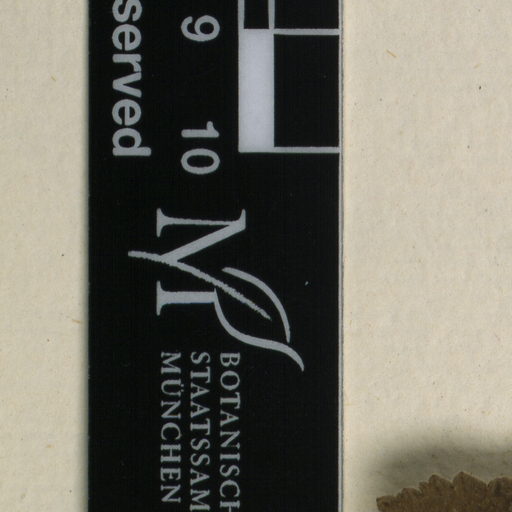 served
9 10
M
BOTANISCH
STAATSSAM
MÜNCHEN